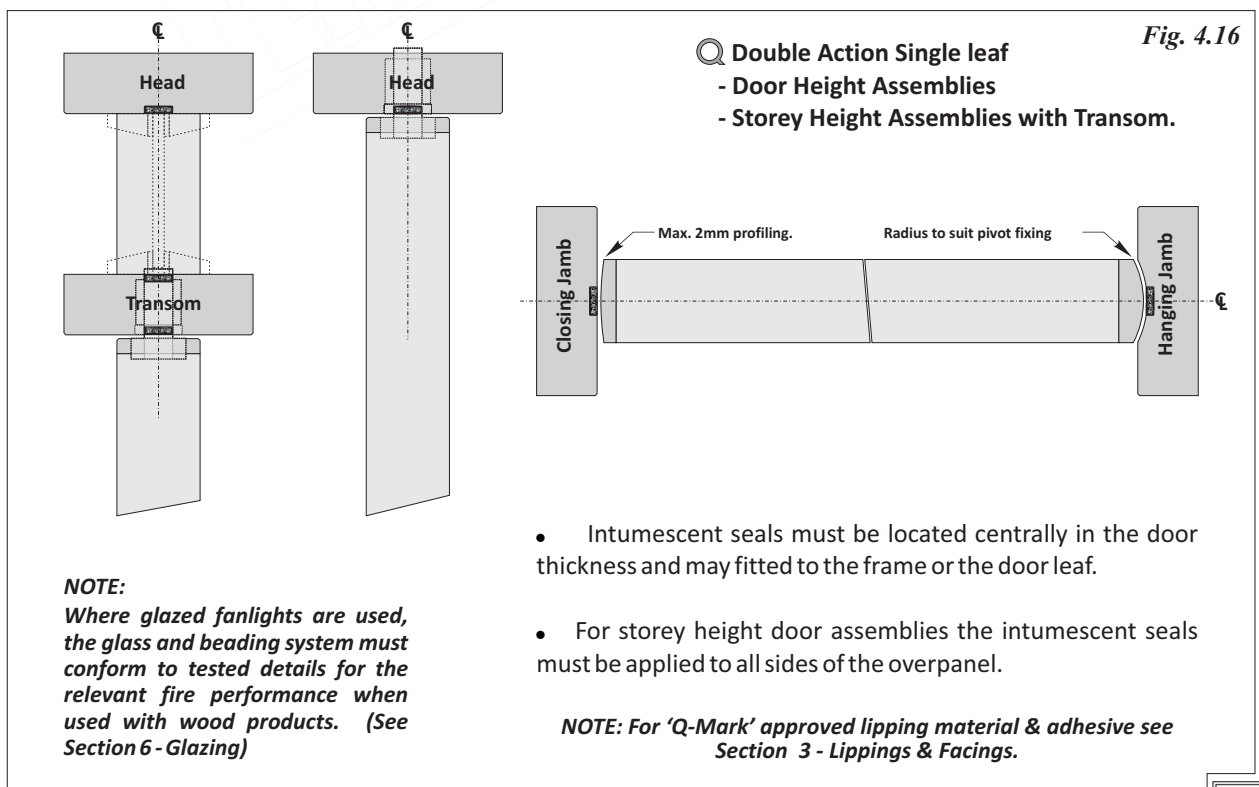 Fig. 4.16
Double Action Single leaf
- Door Height Assemblies
- Storey Height Assemblies with Transom.
℄
℄
Head
Head
Transom
Max. 2mm profiling.
Radius to suit pivot fixing
Closing Jamb
Hanging Jamb
℄
NOTE:
Where glazed fanlights are used,
the glass and beading system must
conform to tested details for the
relevant fire performance when
used with wood products. (See
Section 6 - Glazing)
• Intumescent seals must be located centrally in the door
thickness and may fitted to the frame or the door leaf.
• For storey height door assemblies the intumescent seals
must be applied to all sides of the overpanel.
NOTE: For ‘Q-Mark’ approved lipping material & adhesive see
Section 3 - Lippings & Facings.